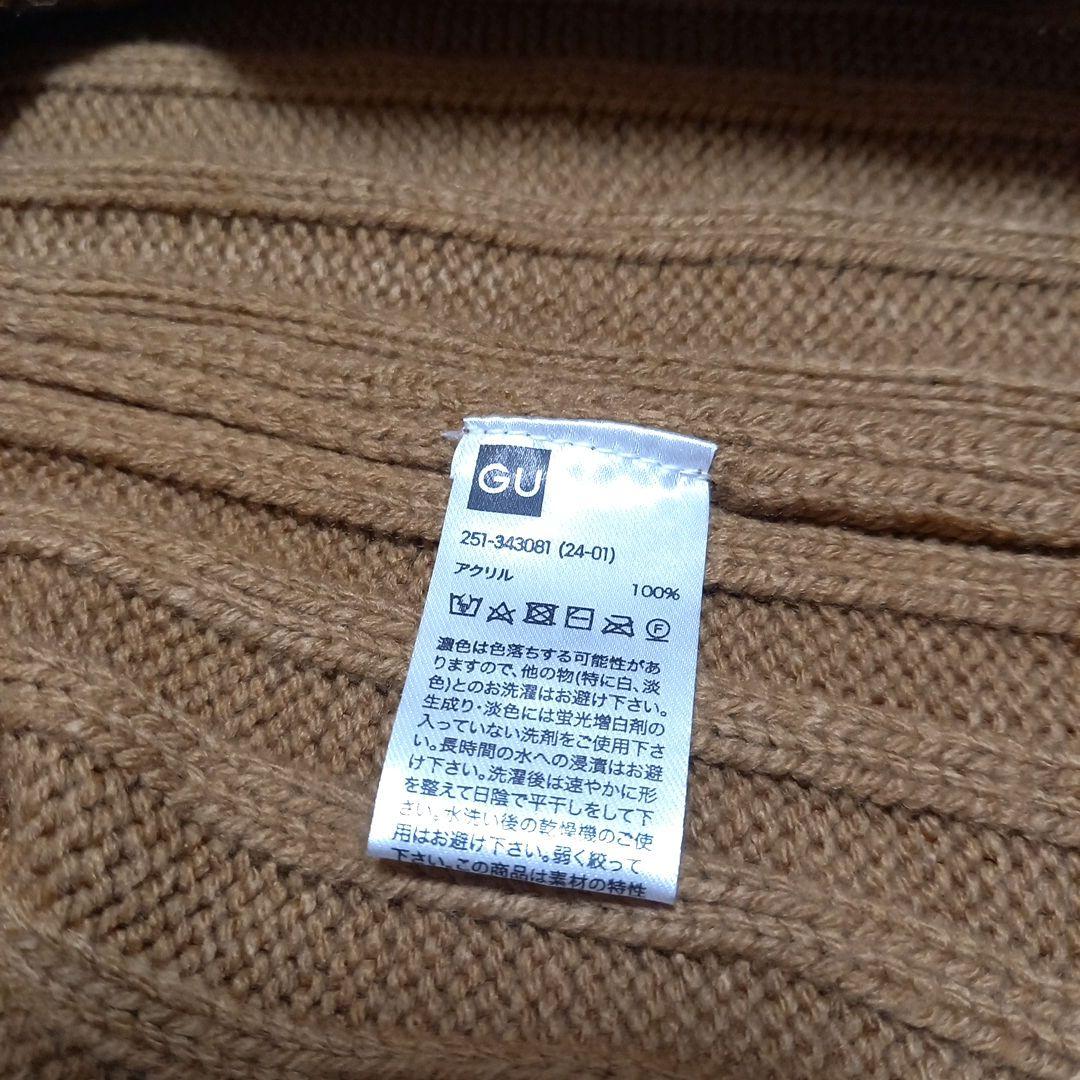 GU
251-343081 (24-01)
アクリル 100%
F
濃色は色落ちする可能性があ
りますので、他の物(特に白、淡
色)とのお洗濯はお避け下さい。
生成り・淡色には蛍光増白剤の
入っていない洗剤をご使用下さ
い。長時間の水への浸漬はお避
け下さい。洗濯後は速やかに形
を整えて日陰で平干しをして下
さい。水洗い後の乾燥機のご使
用はお避け下さい。弱く絞って
下さい。この商品は素材の特性